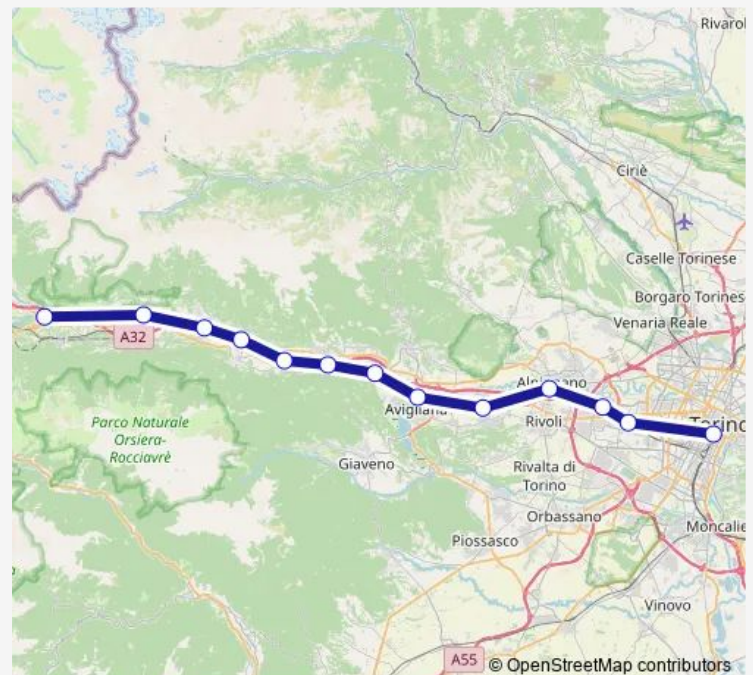 Rivarol
Ciriè
Caselle Torinese
Borgaro Torines
Venaria Reale
A32
Avigliana
Rivoli
Torino
Parco Naturale
Orsiera-
Rocciavrè
Giaveno
Rivalta di
Torino
Orbassano
Moncalie
Piossasco
Vinovo
A55
© OpenStreetMap contributors